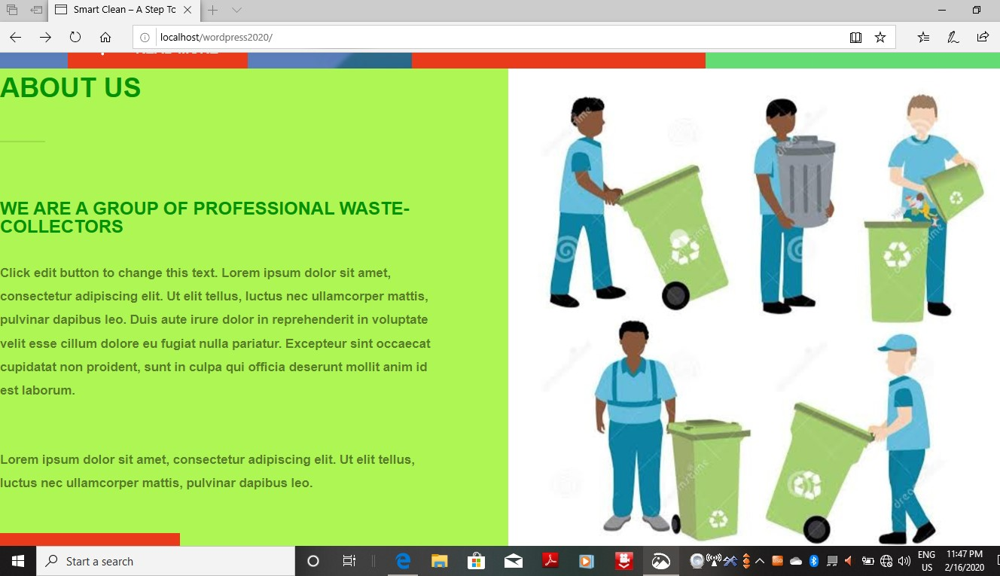 Smart Clean – A Step To
localhost/wordpress2020/
READ MORE
ABOUT US
WE ARE A GROUP OF PROFESSIONAL WASTE-
COLLECTORS
Click edit button to change this text. Lorem ipsum dolor sit amet,
consectetur adipiscing elit. Ut elit tellus, luctus nec ullamcorper mattis,
pulvinar dapibus leo. Duis aute irure dolor in reprehenderit in voluptate
velit esse cillum dolore eu fugiat nulla pariatur. Excepteur sint occaecat
cupidatat non proident, sunt in culpa qui officia deserunt mollit anim id
est laborum.
Lorem ipsum dolor sit amet, consectetur adipiscing elit. Ut elit tellus,
luctus nec ullamcorper mattis, pulvinar dapibus leo.
Start a search
ENG
US
11:47 PM
2/16/2020